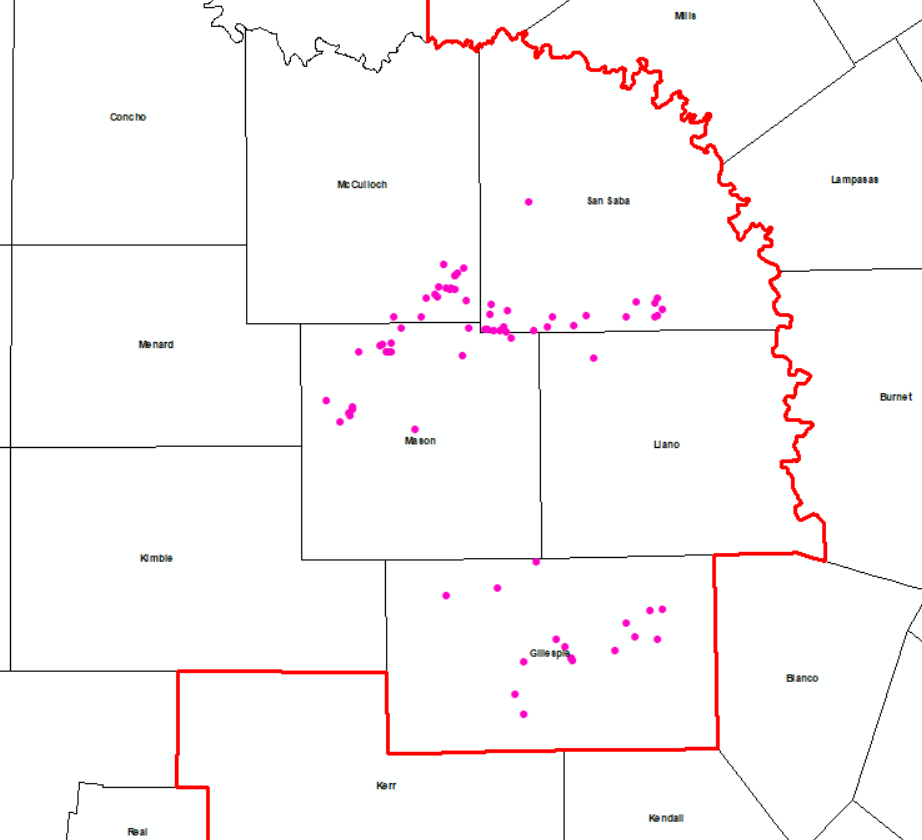 Mills
Concho
McCulloch
Lampasas
San Saba
Menard
Burnet
Mason
Llano
Kimble
Gillespie
Blanco
Kerr
Kendall
Real